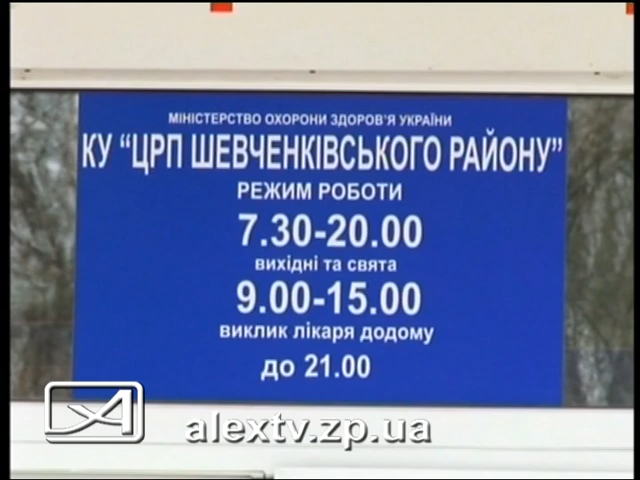 МІНІСТЕРСТВО ОХОРОНИ ЗДОРОВ'Я УКРАЇНИ
КУ “ЦРП ШЕВЧЕНКІВСЬКОГО РАЙОНУ”
РЕЖИМ РОБОТИ
7.30-20.00
вихідні та свята
9.00-15.00
виклик лікаря додому
до 21.00
alextv.zp.ua